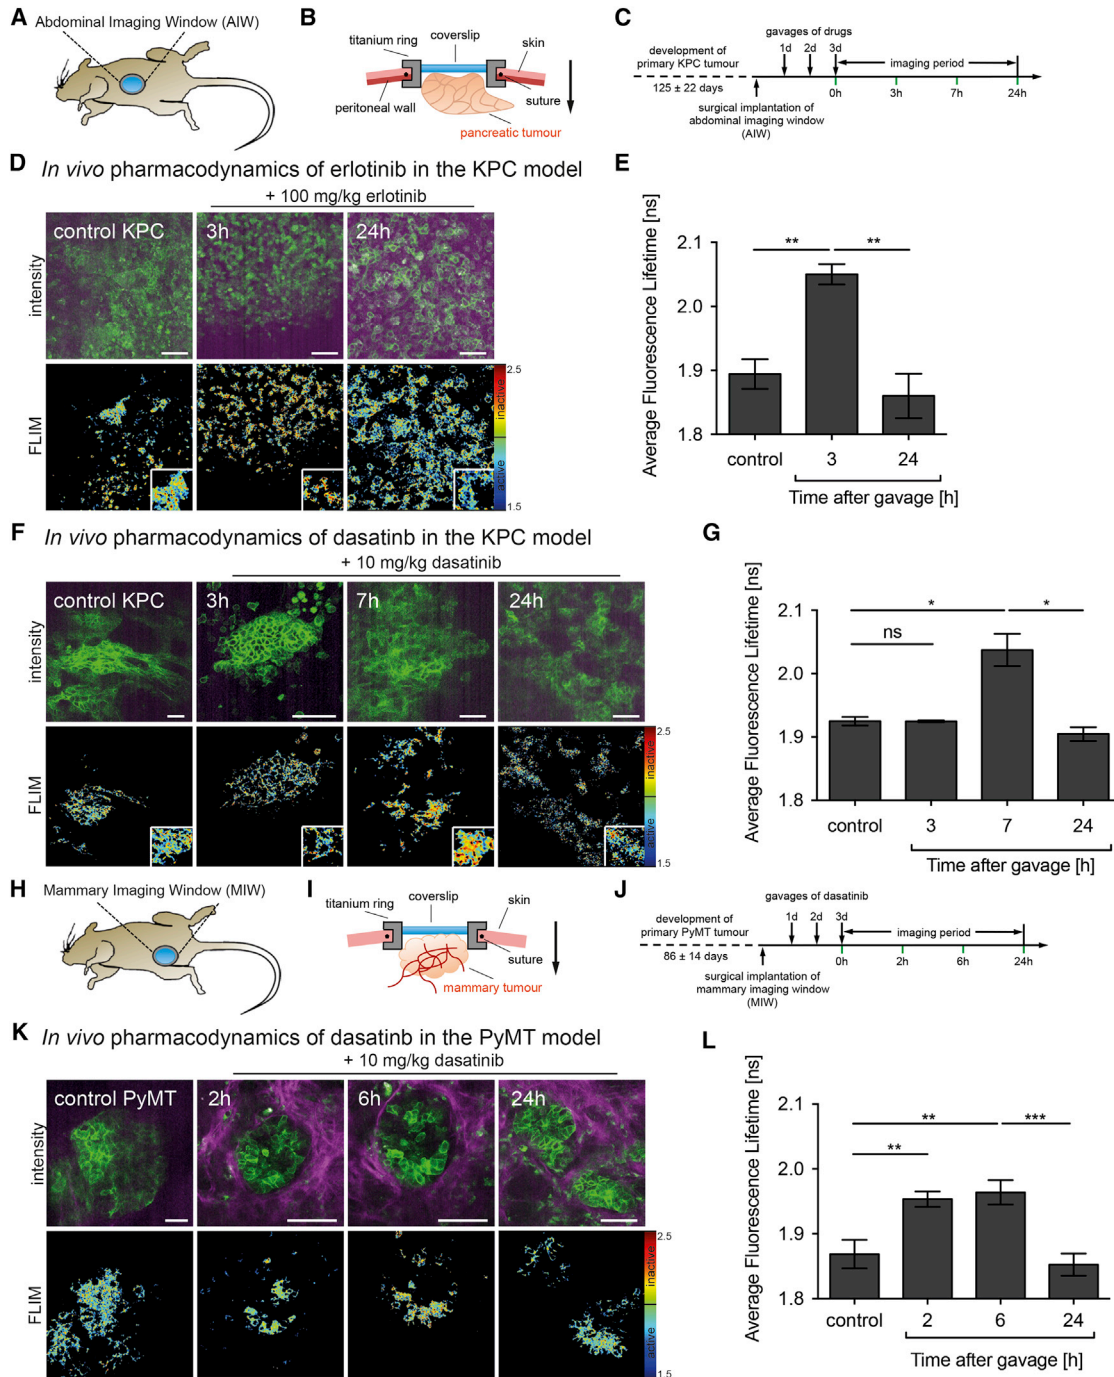 A
Abdominal Imaging Window (AIW)
B
titanium ring
coverslip
skin
peritoneal wall
suture
pancreatic tumour
C
gavages of drugs
development of
primary KPC tumour
1d
2d
3d
imaging period
125 ± 22 days
0h
3h
7h
24h
surgical implantation of
abdominal imaging window
(AIW)
D
In vivo pharmacodynamics of erlotinib in the KPC model
+ 100 mg/kg erlotinib
control KPC
3h
24h
intensity
FLIM
2.5
inactive
active
1.5
E
Average Fluorescence Lifetime [ns]
2.1
2.0
1.9
1.8
**
**
control
3
24
Time after gavage [h]
F
In vivo pharmacodynamics of dasatinb in the KPC model
+ 10 mg/kg dasatinib
control KPC
3h
7h
24h
intensity
FLIM
2.5
inactive
active
1.5
G
Average Fluorescence Lifetime [ns]
2.1
2.0
1.9
1.8
*
*
ns
control
3
7
24
Time after gavage [h]
H
Mammary Imaging Window (MIW)
I
titanium ring
coverslip
skin
suture
mammary tumour
J
gavages of dasatinib
development of
primary PyMT tumour
1d
2d
3d
imaging period
86 ± 14 days
0h
2h
6h
24h
surgical implantation of
mammary imaging window
(MIW)
K
In vivo pharmacodynamics of dasatinb in the PyMT model
+ 10 mg/kg dasatinib
control PyMT
2h
6h
24h
intensity
FLIM
2.5
inactive
active
1.5
L
Average Fluorescence Lifetime [ns]
2.1
2.0
1.9
1.8
**
***
**
control
2
6
24
Time after gavage [h]